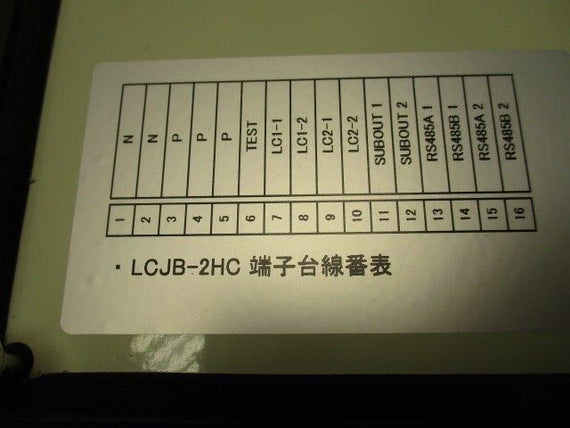 N N P P P TEST LC1-1 LC1-2 LC2-1 LC2-2 SUBOUT 1 SUBOUT 2 RS485A 1 RS485B 1 RS485A 2 RS485B 2
1 2 3 4 5 6 7 8 9 10 11 12 13 14 15 16
・LCJB-2HC 端子台線番表